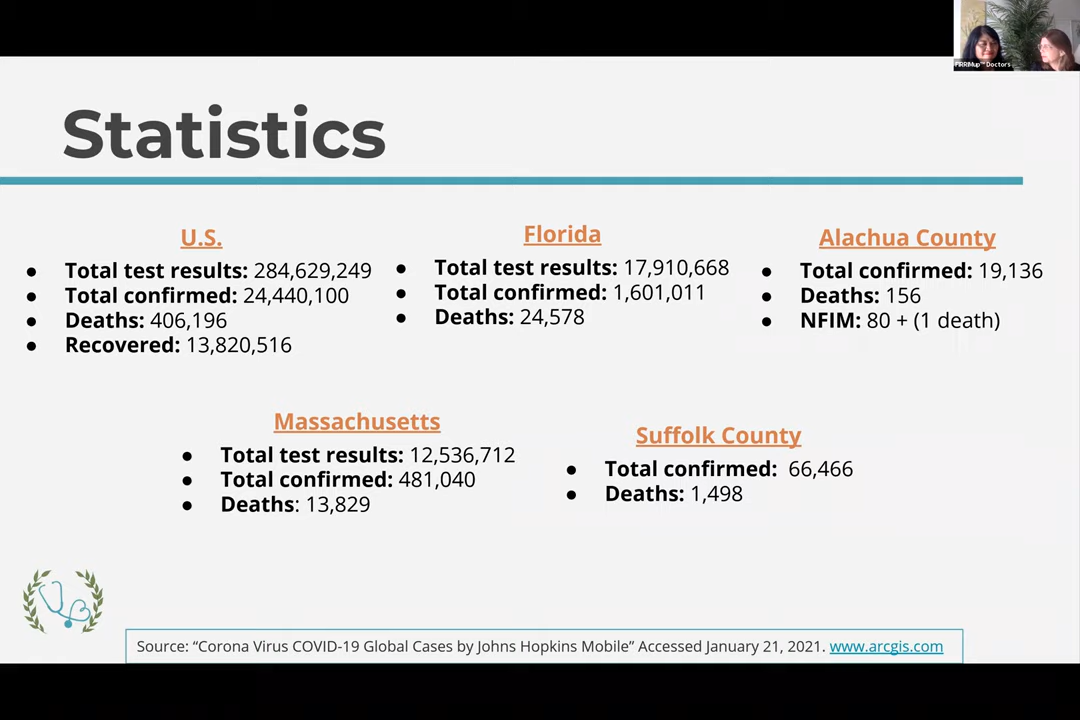 FIRRIMup™ Doctors
Statistics
U.S.
● Total test results: 284,629,249
● Total confirmed: 24,440,100
● Deaths: 406,196
● Recovered: 13,820,516
Florida
● Total test results: 17,910,668
● Total confirmed: 1,601,011
● Deaths: 24,578
Alachua County
● Total confirmed: 19,136
● Deaths: 156
● NFIM: 80 + (1 death)
Massachusetts
● Total test results: 12,536,712
● Total confirmed: 481,040
● Deaths: 13,829
Suffolk County
● Total confirmed: 66,466
● Deaths: 1,498
Source: “Corona Virus COVID-19 Global Cases by Johns Hopkins Mobile” Accessed January 21, 2021. www.arcgis.com